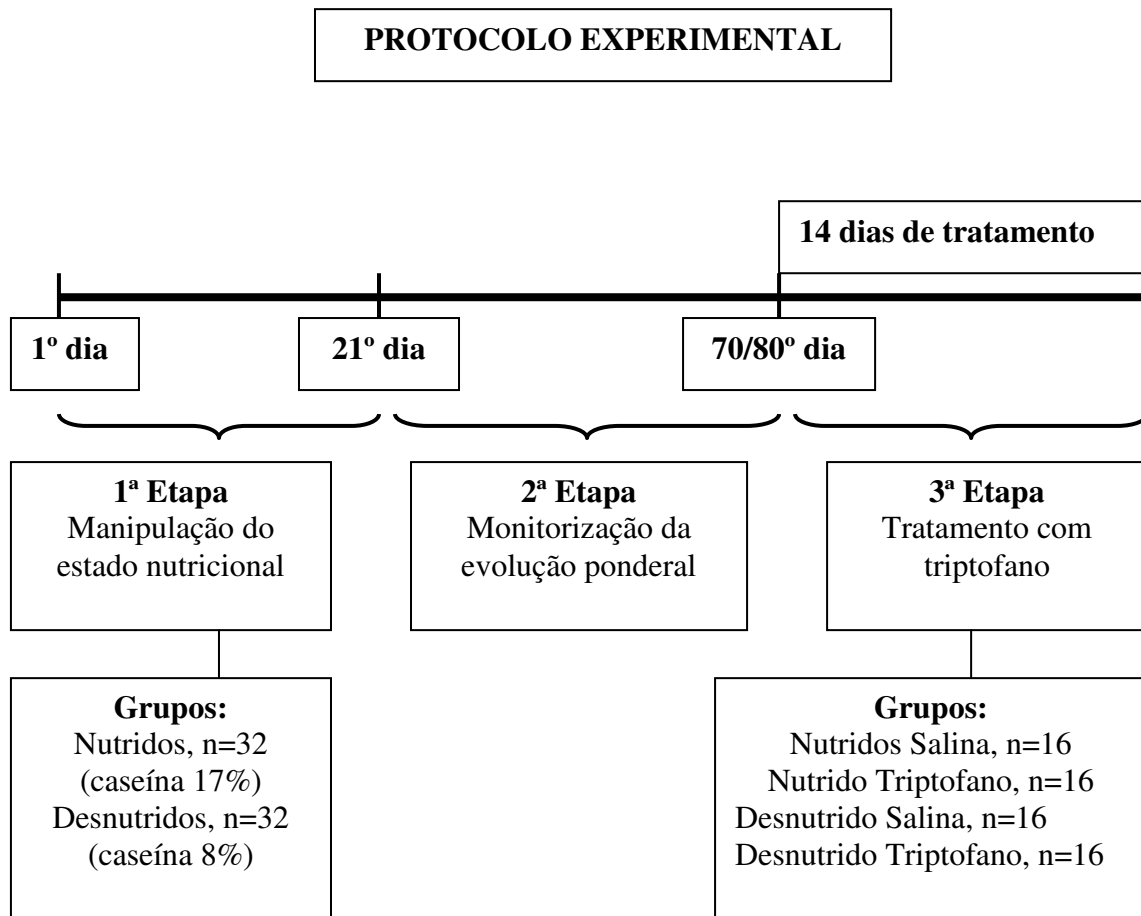 PROTOCOLO EXPERIMENTAL
14 dias de tratamento
1º dia
21º dia
70/80º dia
1ª Etapa
Manipulação do
estado nutricional
2ª Etapa
Monitorização da
evolução ponderal
3ª Etapa
Tratamento com
triptofano
Grupos:
Nutridos, n=32
(caseína 17%)
Desnutridos, n=32
(caseína 8%)
Grupos:
Nutridos Salina, n=16
Nutrido Triptofano, n=16
Desnutrido Salina, n=16
Desnutrido Triptofano, n=16